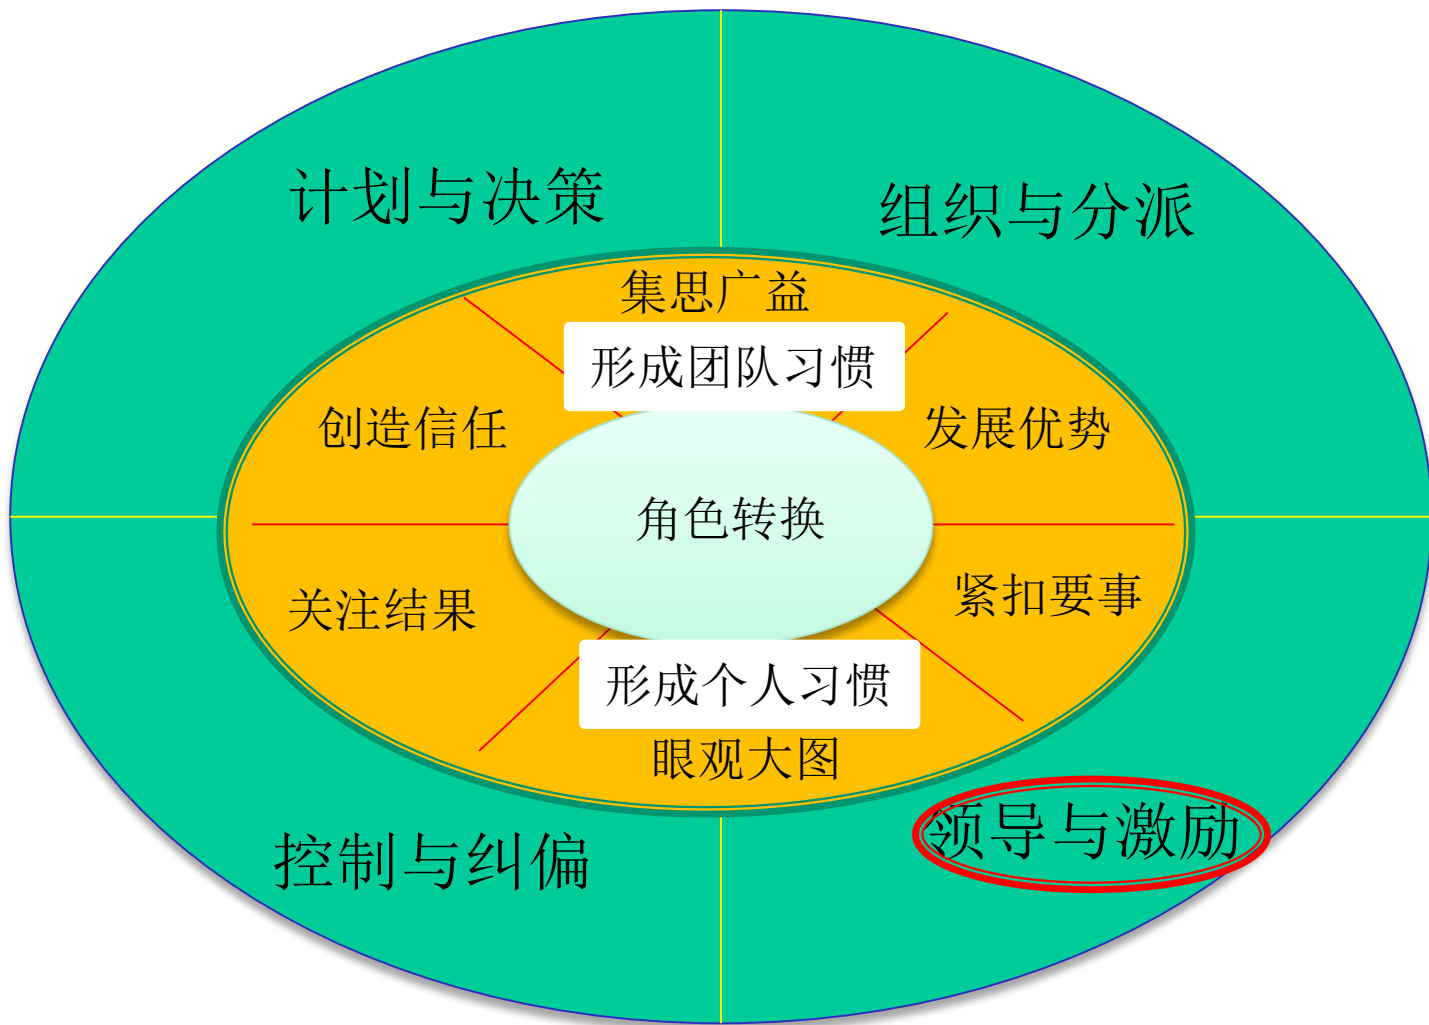 计划与决策
组织与分派
集思广益
形成团队习惯
创造信任
发展优势
角色转换
关注结果
紧扣要事
形成个人习惯
眼观大图
控制与纠偏
领导与激励